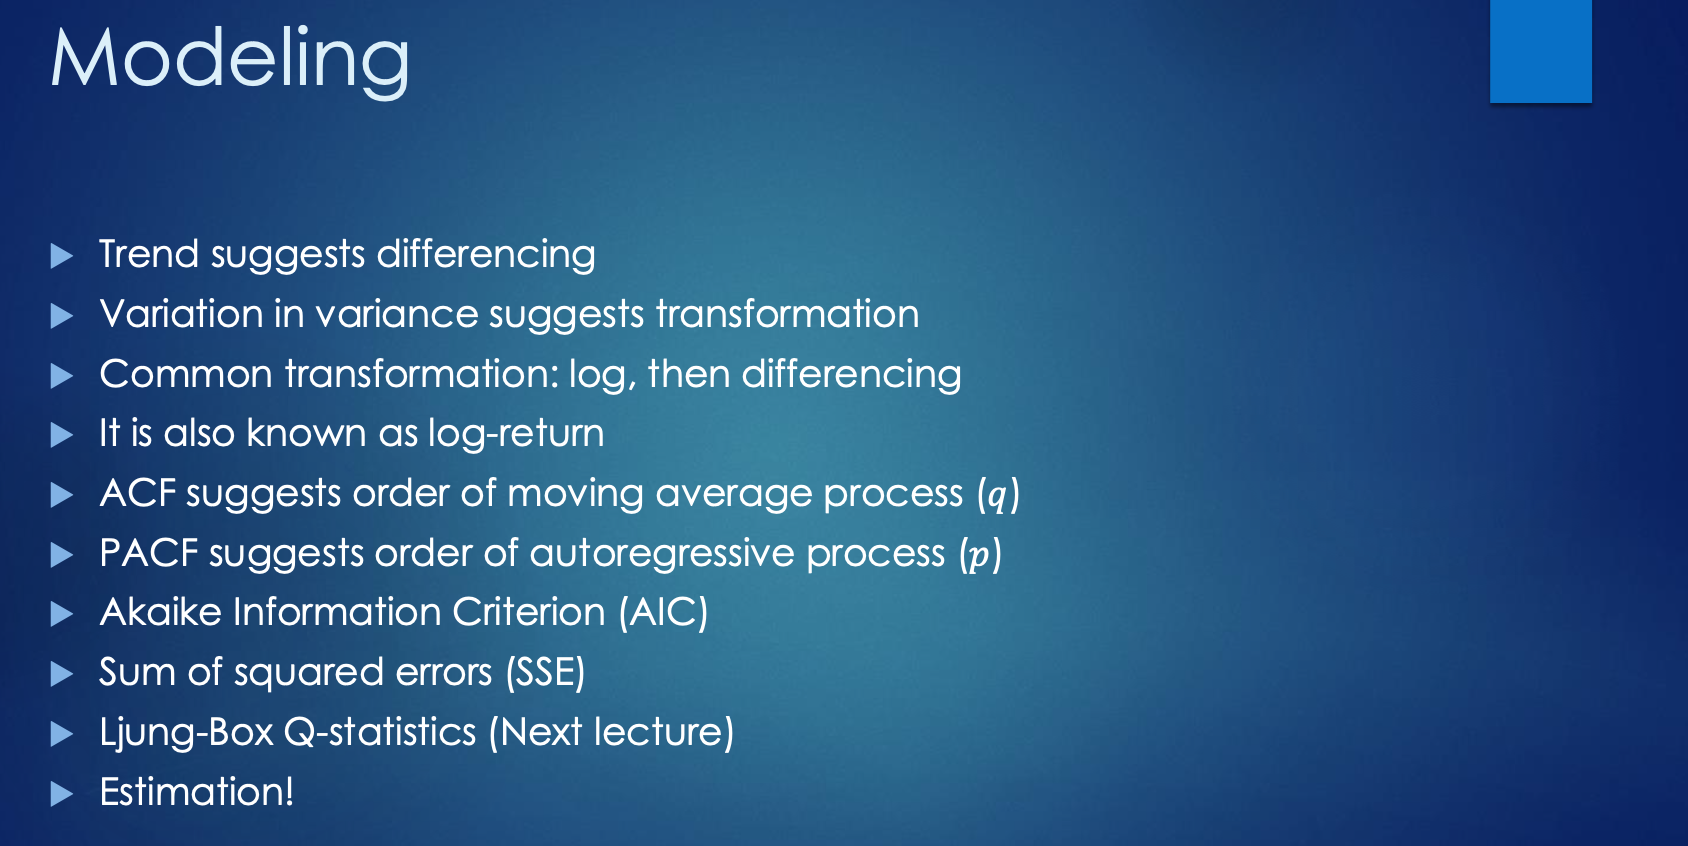 Modeling
Trend suggests differencing
Variation in variance suggests transformation
Common transformation: log, then differencing
It is also known as log-return
ACF suggests order of moving average process (q)
PACF suggests order of autoregressive process (p)
Akaike Information Criterion (AIC)
Sum of squared errors (SSE)
Ljung-Box Q-statistics (Next lecture)
Estimation!